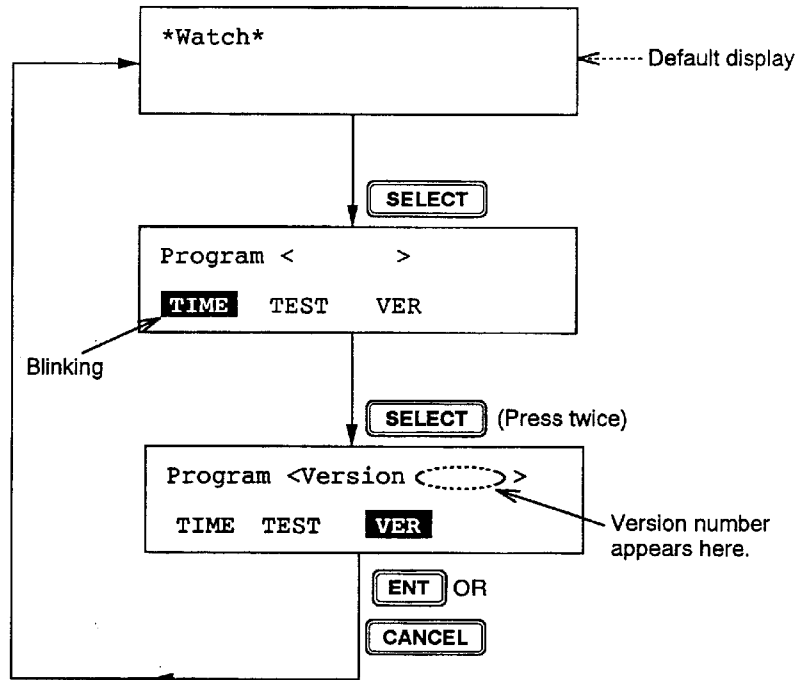 *Watch*
Default display
SELECT
Program < >
TIME TEST VER
Blinking
SELECT (Press twice)
Program <Version >
TIME TEST VER
Version number
appears here.
ENT OR
CANCEL